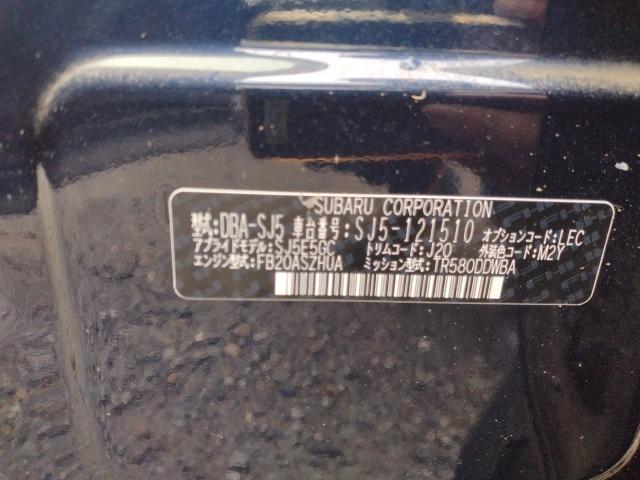 SUBARU CORPORATION
型式:DBA-SJ5 車台番号:SJ5-121510 オプションコード:LEC
アプライドモデル:SJ5E5GC トリムコード:J20 外装色コード:M2Y
エンジン型式:FB20ASZHUA ミッション型式:TR580DDWBA